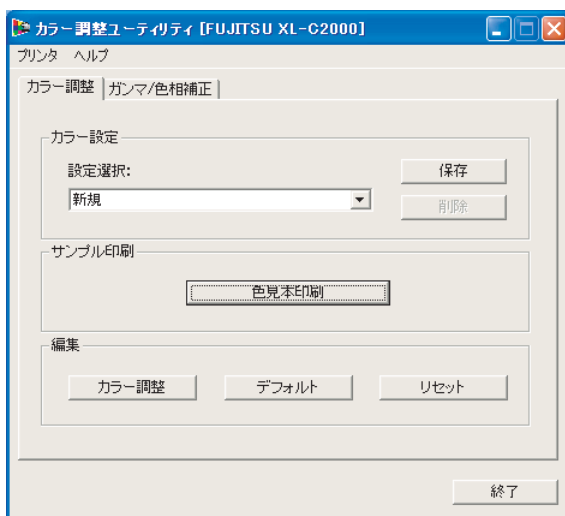 カラー調整ユーティリティ [FUJITSU XL-C2000]
プリンタ ヘルプ
カラー調整 ガンマ/色相補正
カラー設定
設定選択:
保存
新規
削除
サンプル印刷
色見本印刷
編集
カラー調整 デフォルト リセット
終了